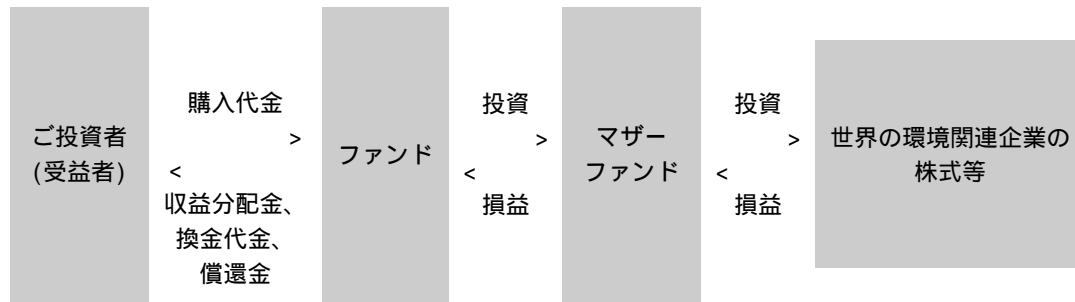 ご投資者
(受益者)
購入代金
>
<
収益分配金、
換金代金、
償還金
ファンド
投資
>
<
損益
マザー
ファンド
投資
>
<
損益
世界の環境関連企業の
株式等